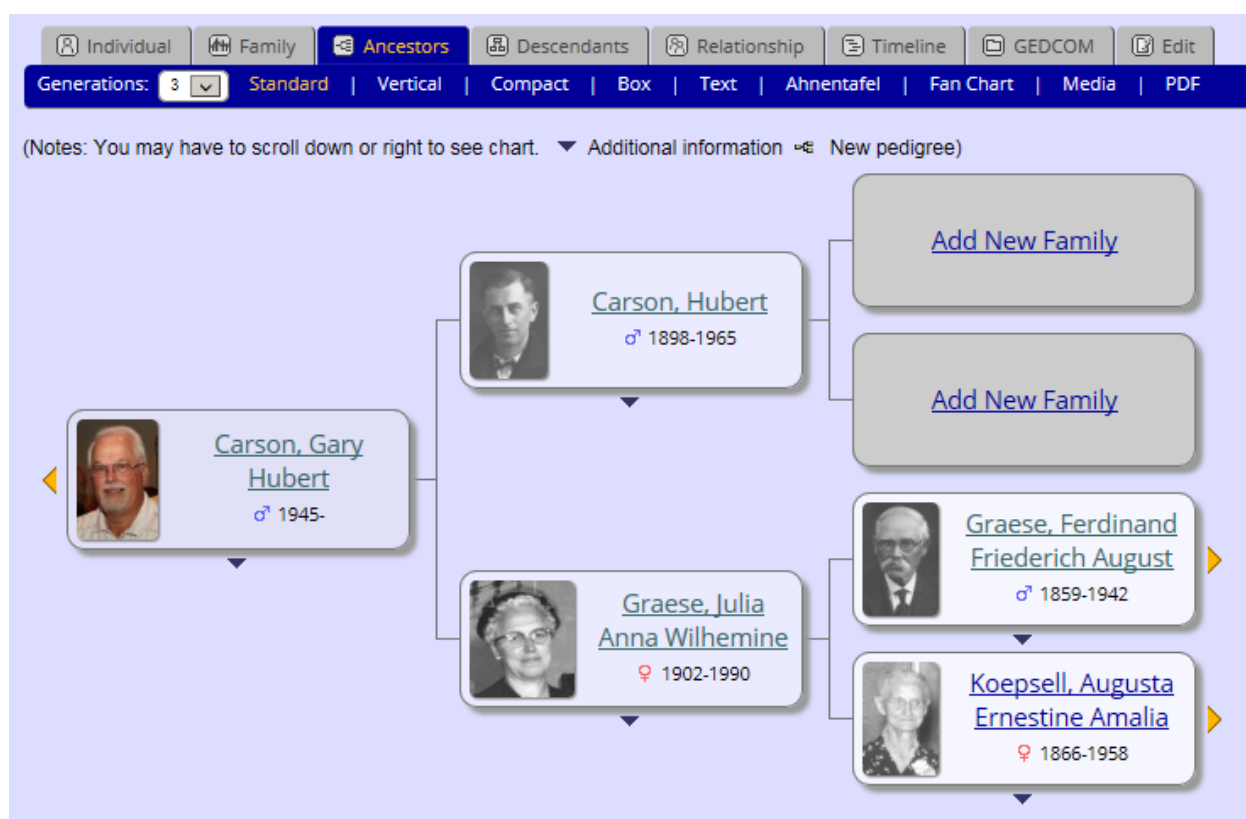 Individual Family Ancestors Descendants Relationship Timeline GEDCOM Edit
Generations: 3 Standard | Vertical | Compact | Box | Text | Ahnentafel | Fan Chart | Media | PDF
(Notes: You may have to scroll down or right to see chart. Additional information New pedigree)
Add New Family
Carson, Hubert
♂ 1898-1965
Add New Family
Carson, Gary
Hubert
♂ 1945-
Graese, Ferdinand
Friederich August
♂ 1859-1942
Graese, Julia
Anna Wilhemine
♀ 1902-1990
Koepsell, Augusta
Ernestine Amalia
♀ 1866-1958